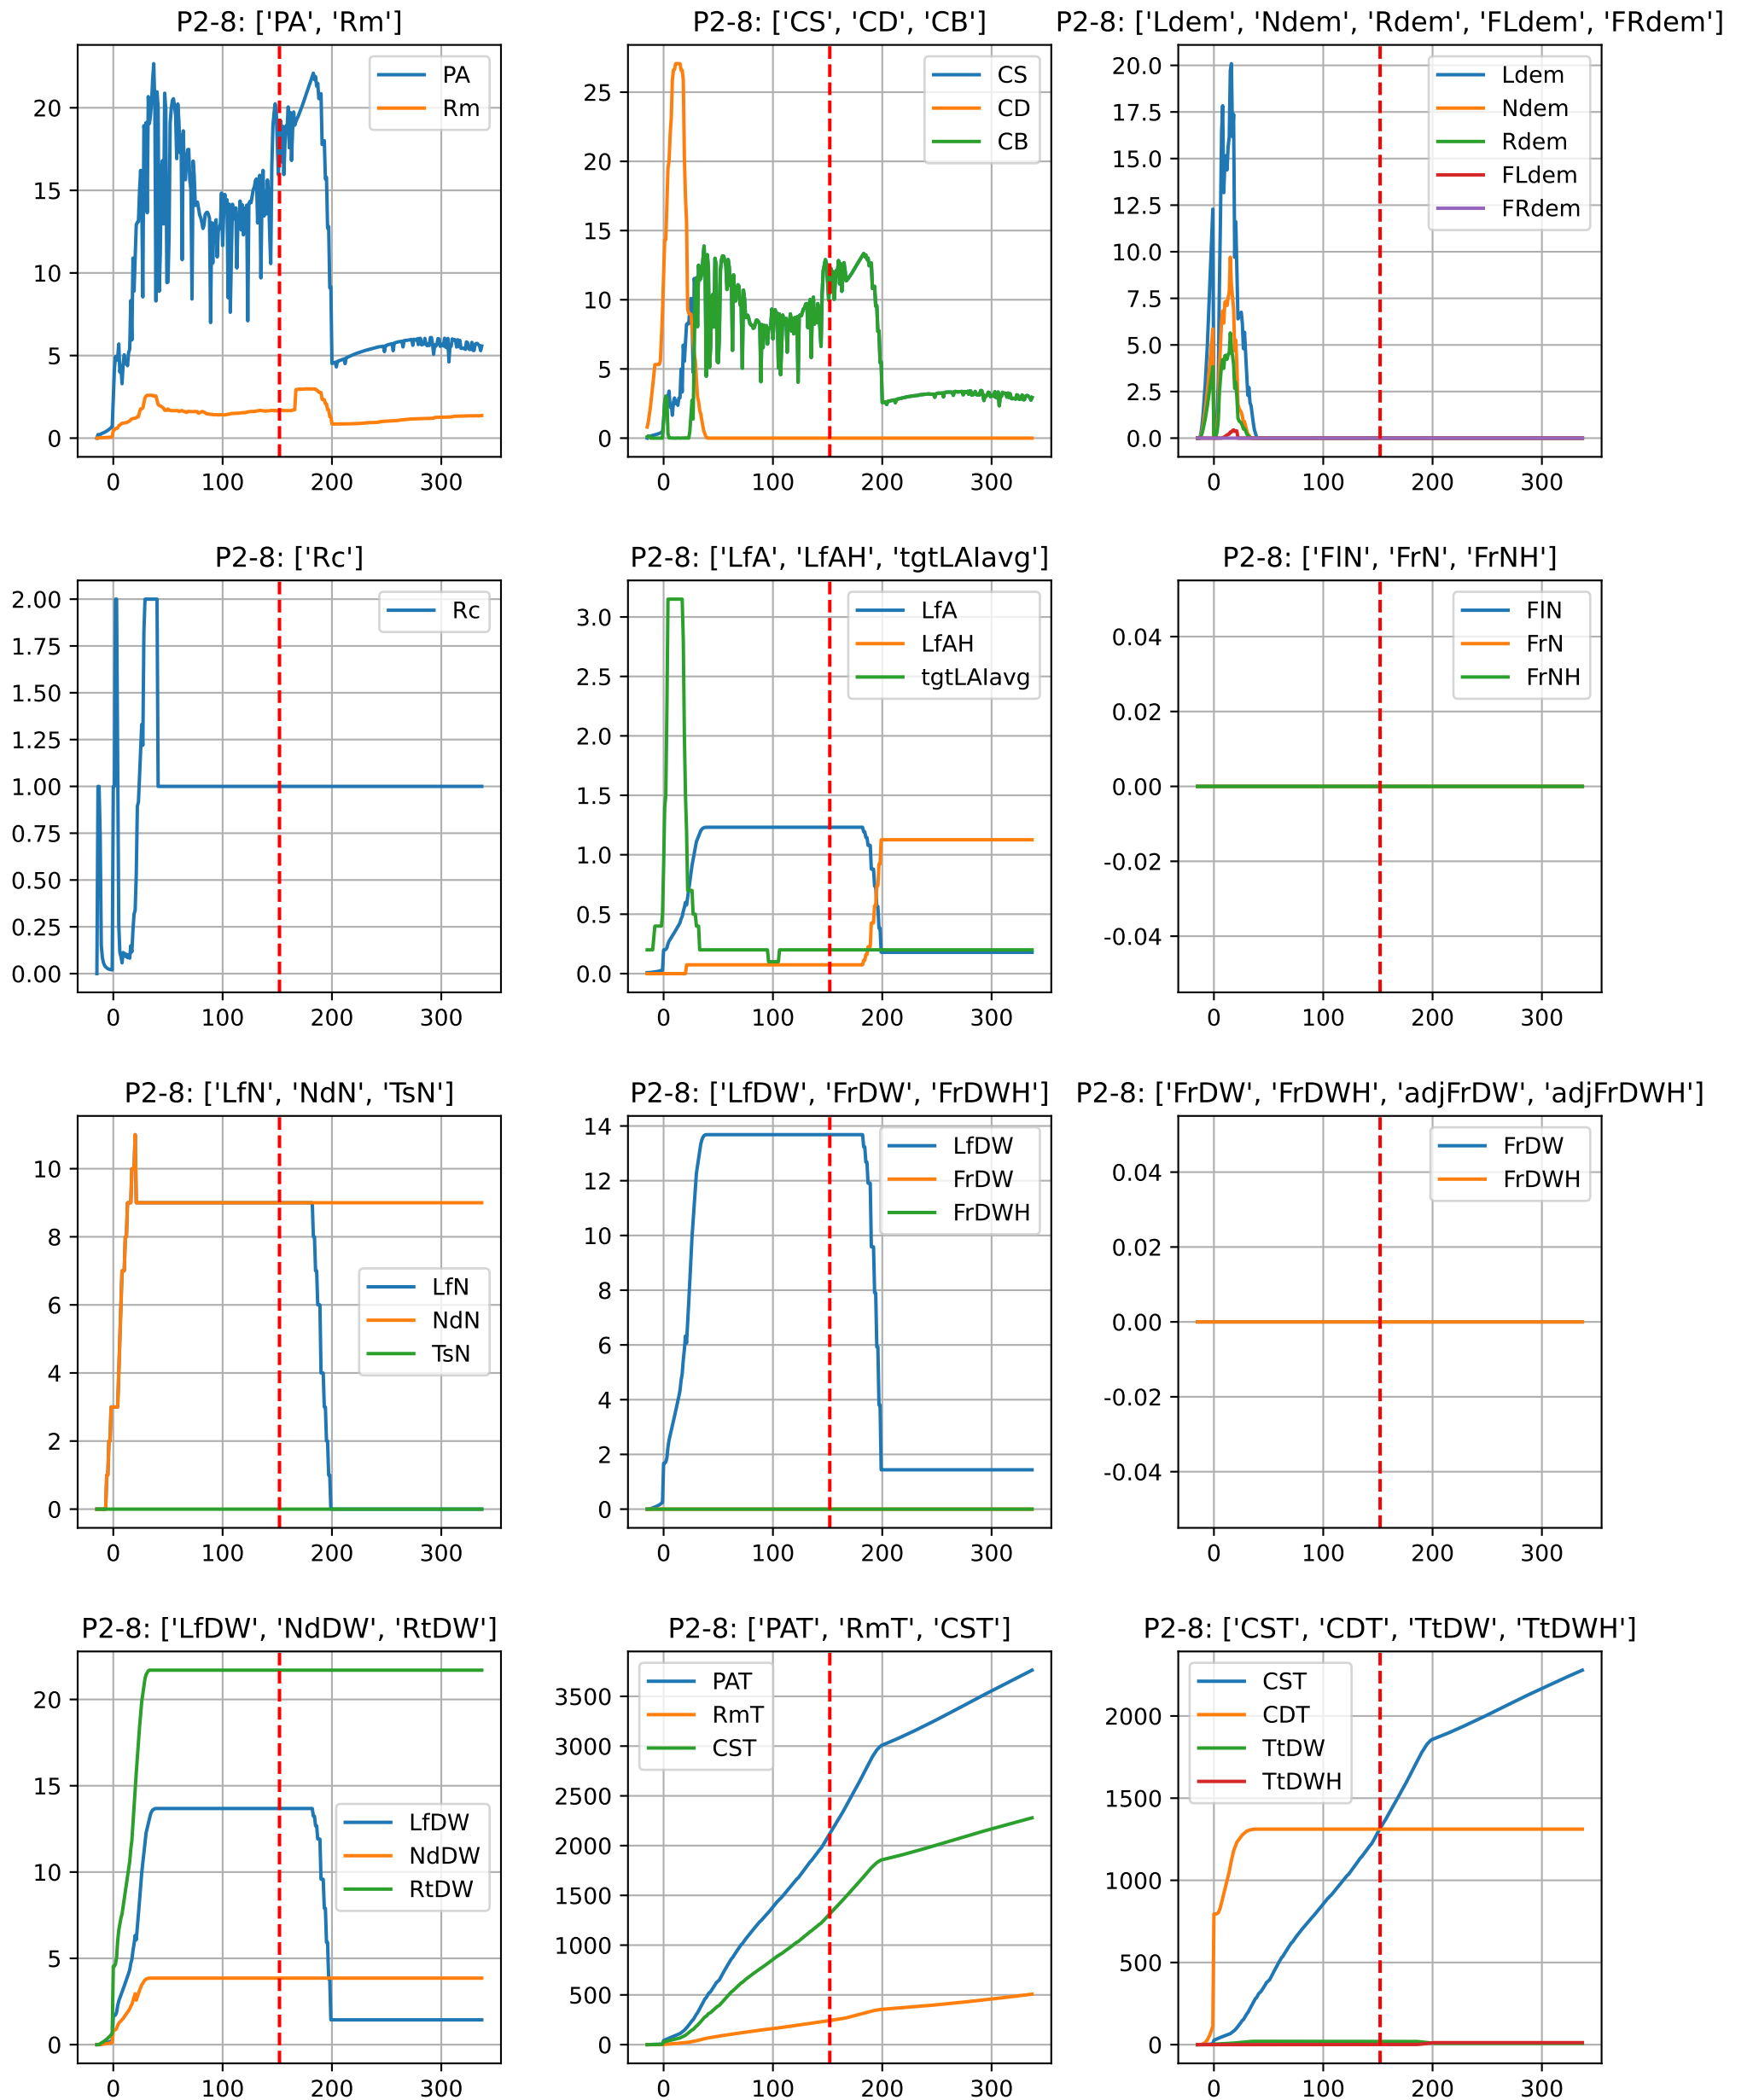 P2-8: ['PA', 'Rm']
PA
Rm
20
15
10
5
0
0 100 200 300
P2-8: ['CS', 'CD', 'CB']
CS
CD
CB
25
20
15
10
5
0
0 100 200 300
P2-8: ['Ldem', 'Ndem', 'Rdem', 'FLdem', 'FRdem']
Ldem
Ndem
Rdem
FLdem
FRdem
20.0
17.5
15.0
12.5
10.0
7.5
5.0
2.5
0.0
0 100 200 300
P2-8: ['Rc']
Rc
2.00
1.75
1.50
1.25
1.00
0.75
0.50
0.25
0.00
0 100 200 300
P2-8: ['LfA', 'LfAH', 'tgtLAIavg']
LfA
LfAH
tgtLAIavg
3.0
2.5
2.0
1.5
1.0
0.5
0.0
0 100 200 300
P2-8: ['FlN', 'FrN', 'FrNH']
FlN
FrN
FrNH
0.04
0.02
0.00
-0.02
-0.04
0 100 200 300
P2-8: ['LfN', 'NdN', 'TsN']
LfN
NdN
TsN
10
8
6
4
2
0
0 100 200 300
P2-8: ['LfDW', 'FrDW', 'FrDWH']
LfDW
FrDW
FrDWH
14
12
10
8
6
4
2
0
0 100 200 300
P2-8: ['FrDW', 'FrDWH', 'adjFrDW', 'adjFrDWH']
FrDW
FrDWH
0.04
0.02
0.00
-0.02
-0.04
0 100 200 300
P2-8: ['LfDW', 'NdDW', 'RtDW']
LfDW
NdDW
RtDW
20
15
10
5
0
0 100 200 300
P2-8: ['PAT', 'RmT', 'CST']
PAT
RmT
CST
3500
3000
2500
2000
1500
1000
500
0
0 100 200 300
P2-8: ['CST', 'CDT', 'TtDW', 'TtDWH']
CST
CDT
TtDW
TtDWH
2000
1500
1000
500
0
0 100 200 300